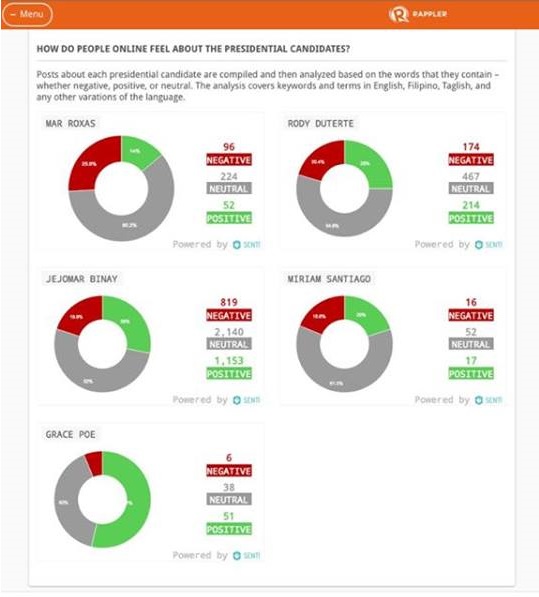 – Menu
RAPPLER
HOW DO PEOPLE ONLINE FEEL ABOUT THE PRESIDENTIAL CANDIDATES?
Posts about each presidential candidate are compiled and then analyzed based on the words that they contain –
whether negative, positive, or neutral. The analysis covers keywords and terms in English, Filipino, Taglish, and
any other varations of the language.
MAR ROXAS
14%
25.8%
60.2%
96
NEGATIVE
224
NEUTRAL
52
POSITIVE
Powered by SENTI
RODY DUTERTE
25%
20.4%
54.6%
174
NEGATIVE
467
NEUTRAL
214
POSITIVE
Powered by SENTI
JEJOMAR BINAY
28%
19.9%
52%
819
NEGATIVE
2,140
NEUTRAL
1,153
POSITIVE
Powered by SENTI
MIRIAM SANTIAGO
20%
18.8%
61.2%
16
NEGATIVE
52
NEUTRAL
17
POSITIVE
Powered by SENTI
GRACE POE
40%
6
NEGATIVE
38
NEUTRAL
51
POSITIVE
Powered by SENTI